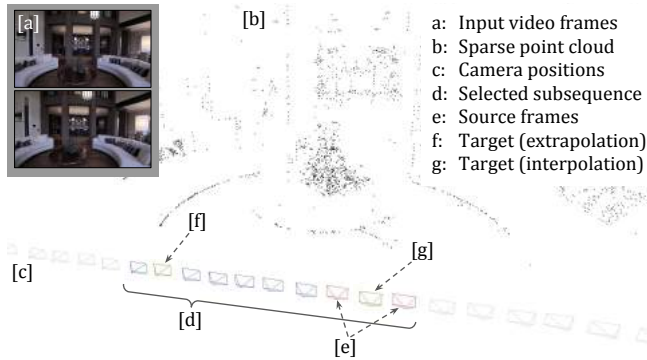 [a]
[b]
a: Input video frames
b: Sparse point cloud
c: Camera positions
d: Selected subsequence
e: Source frames
f: Target (extrapolation)
g: Target (interpolation)
[f]
[g]
[c]
[d]
[e]